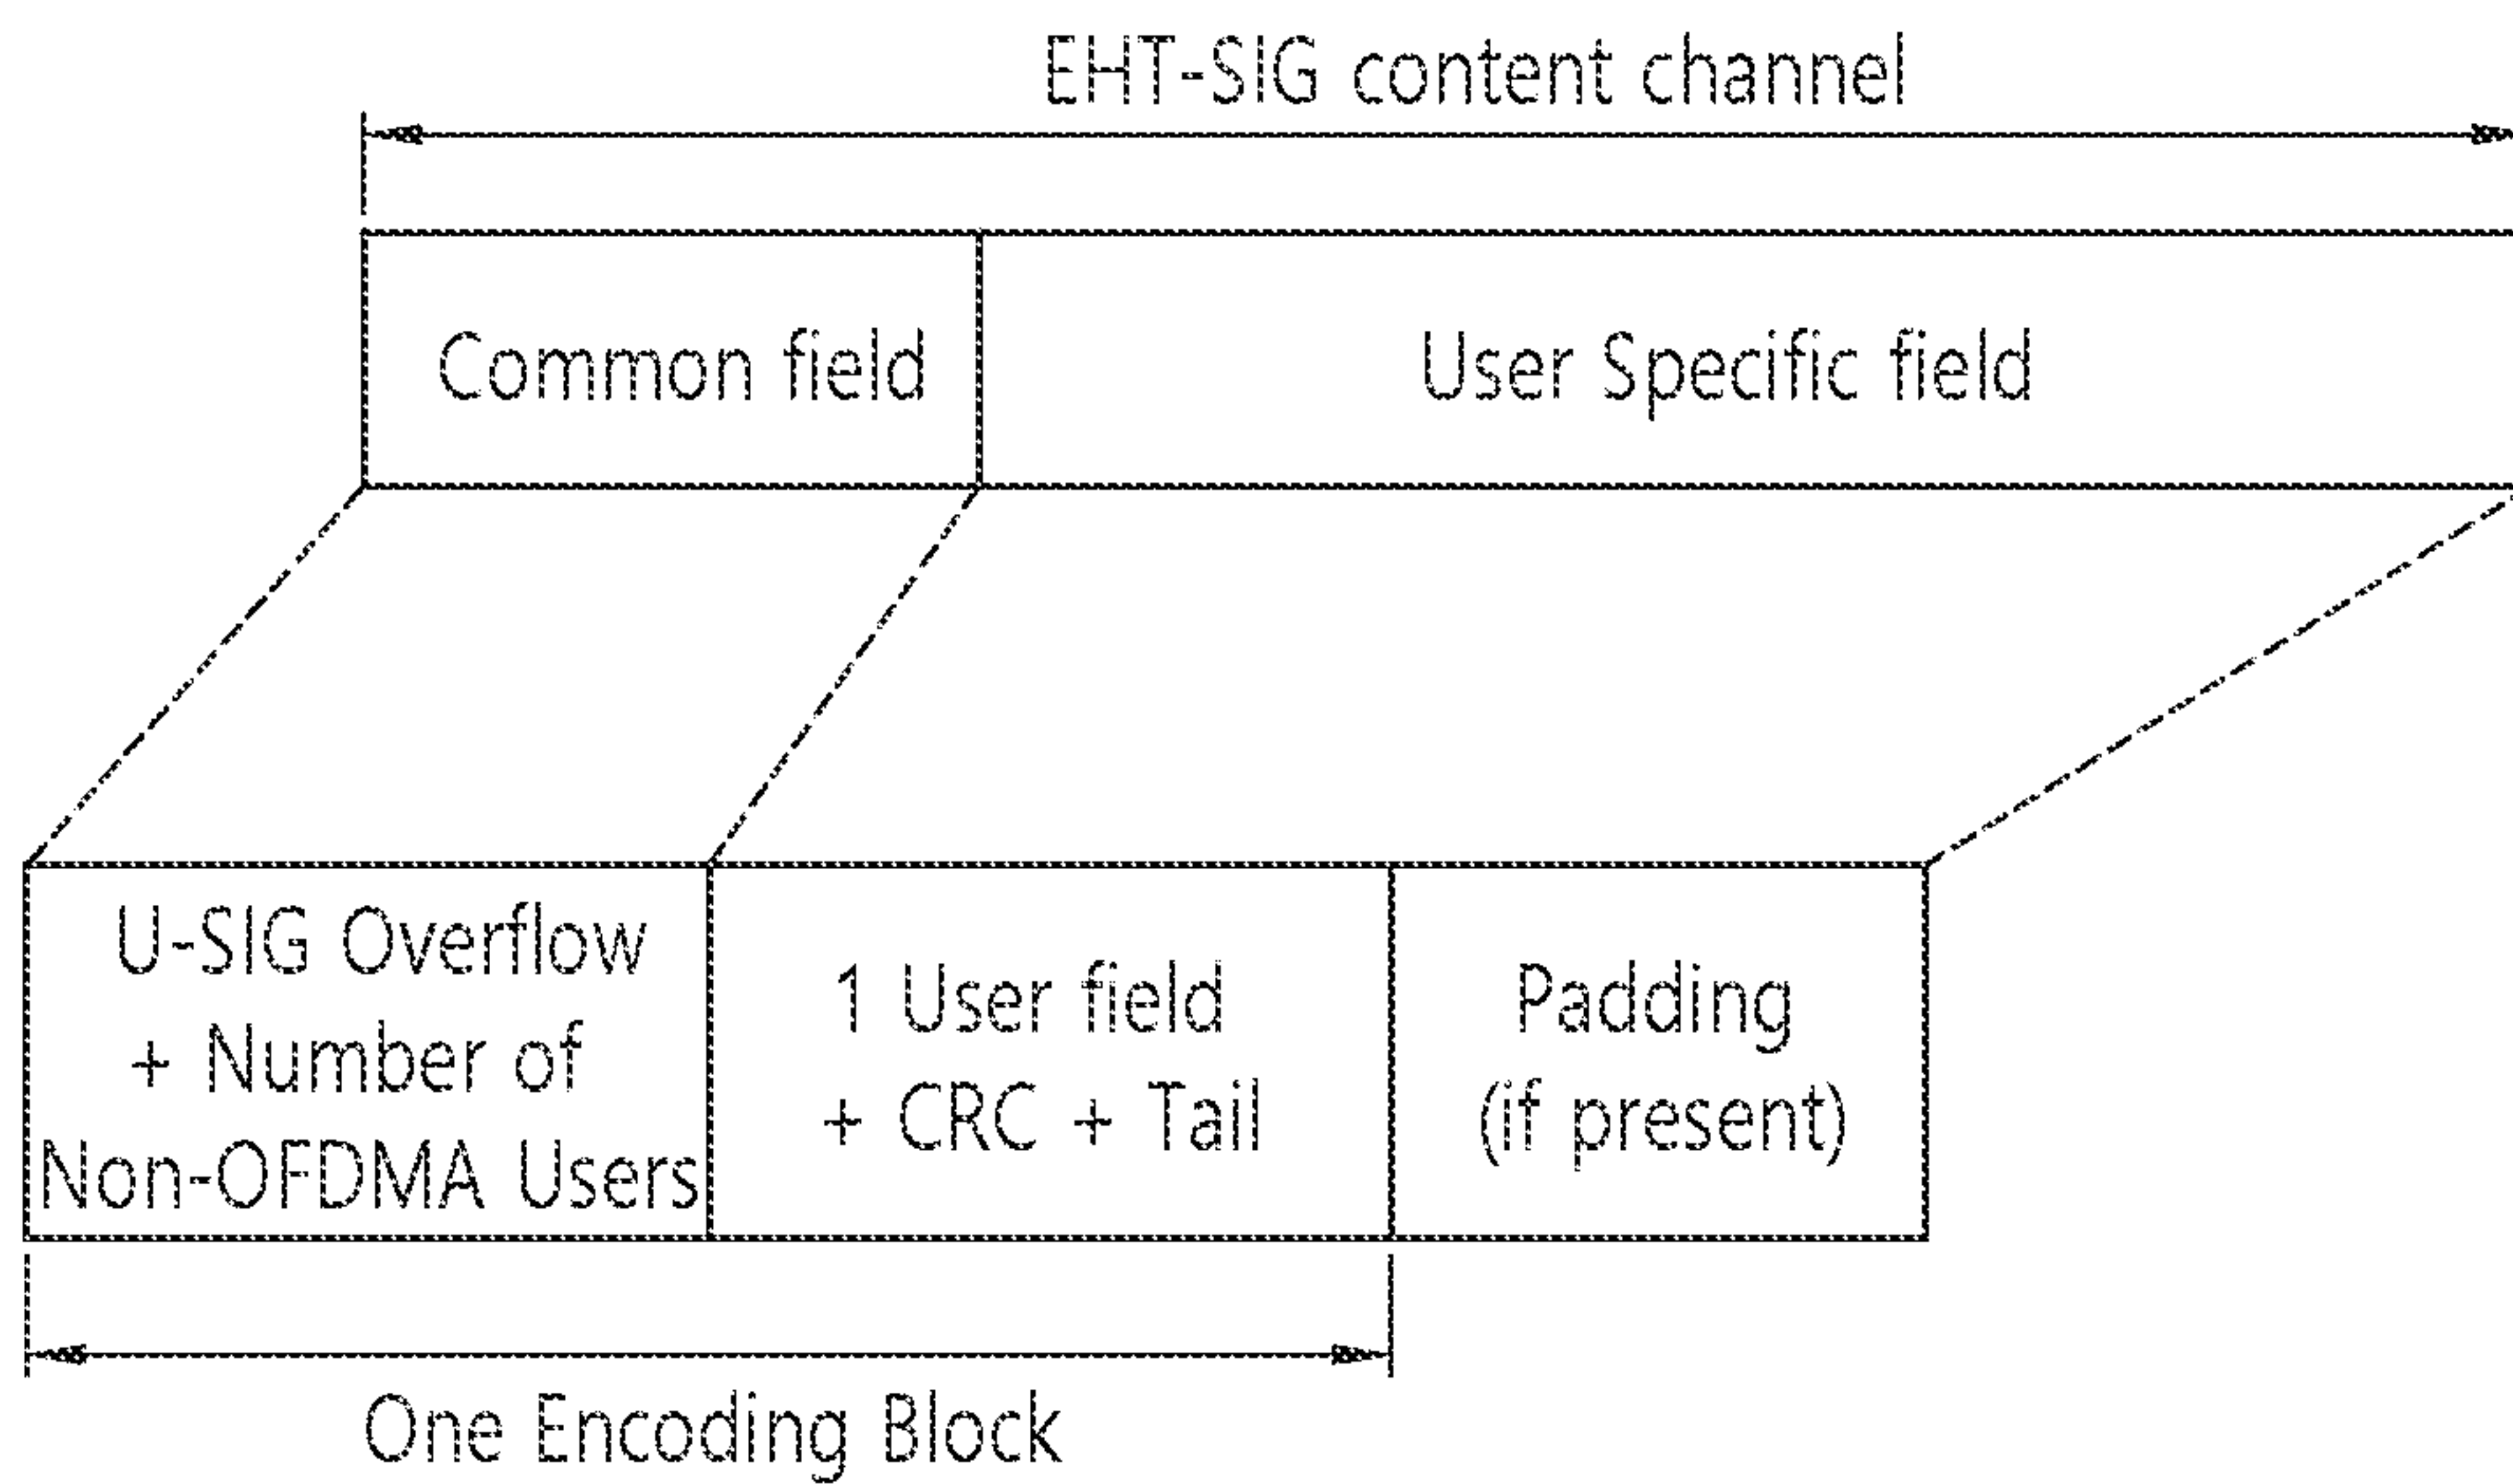 EHT-SIG content channel
Common field
User Specific field
U-SIG Overflow
+ Number of
Non-OFDMA Users
1 User field
+ CRC + Tail
Padding
(if present)
One Encoding Block